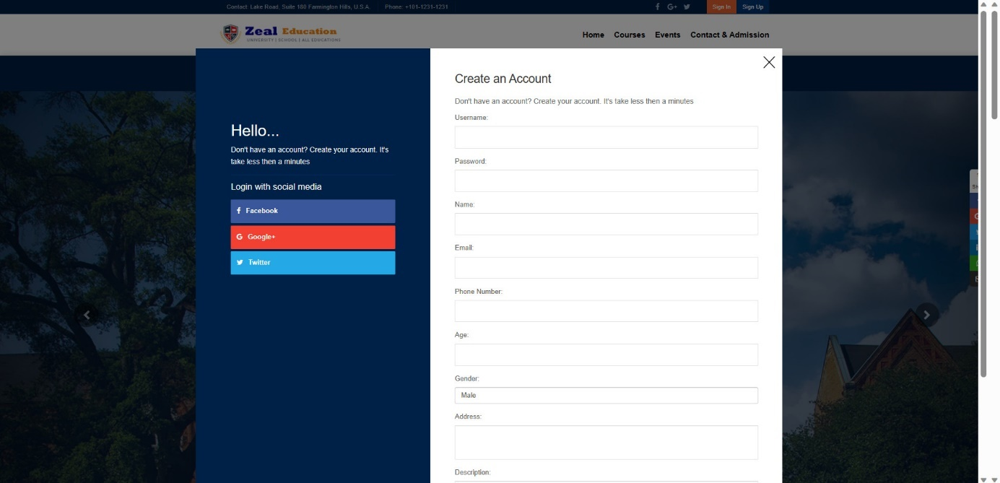 Contact: Lake Road, Suite 180 Farmington Hills, U.S.A.
Phone: +101-1231-1231
Sign In
Sign Up
Zeal Education
UNIVERSITY | SCHOOL | ALL EDUCATIONS
Home
Courses
Events
Contact & Admission
Hello...
Don't have an account? Create your account. It's
take less then a minutes
Login with social media
Facebook
Google+
Twitter
Create an Account
Don't have an account? Create your account. It's take less then a minutes
Username:
Password:
Name:
Email:
Phone Number:
Age:
Gender:
Male
Address:
Description: